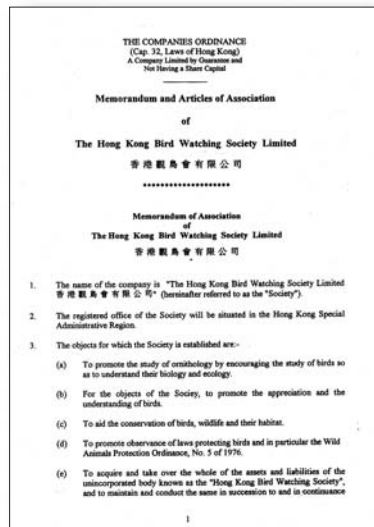 THE COMPANIES ORDINANCE
(Cap. 32, Laws of Hong Kong)
A Company Limited by Guarantee and
Not Having a Share Capital
Memorandum and Articles of Association
of
The Hong Kong Bird Watching Society Limited
香港觀鳥會有限公司
********************
Memorandum of Association
of
The Hong Kong Bird Watching Society Limited
香港觀鳥會有限公司
1. The name of the company is "The Hong Kong Bird Watching Society Limited
香港觀鳥會有限公司" (hereinafter referred to as the "Society").
2. The registered office of the Society will be situated in the Hong Kong Special
Administrative Region.
3. The objects for which the Society is established are:-
(a) To promote the study of ornithology by encouraging the study of birds so
as to understand their biology and ecology.
(b) For the objects of the Society, to promote the appreciation and the
understanding of birds.
(c) To aid the conservation of birds, wildlife and their habitat.
(d) To promote observance of laws protecting birds and in particular the Wild
Animals Protection Ordinance, No. 5 of 1976.
(e) To acquire and take over the whole of the assets and liabilities of the
unincorporated body known as the "Hong Kong Bird Watching Society",
and to maintain and conduct the same in succession to and in continuance
1